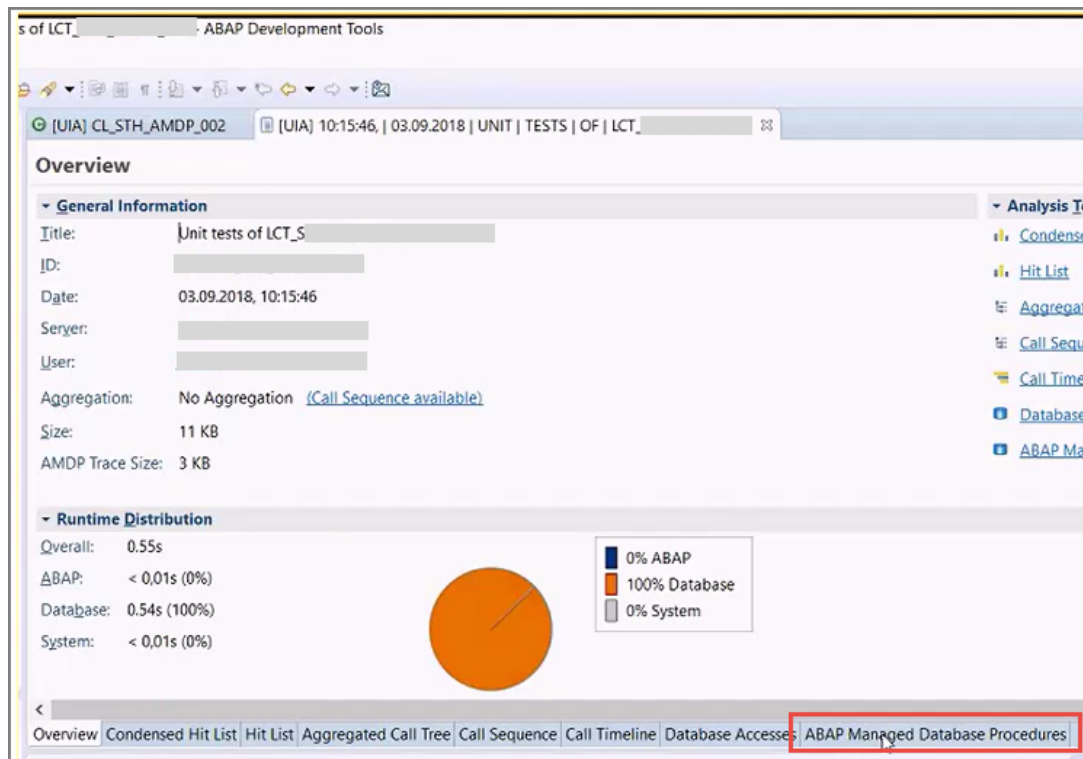 s of LCT_ - ABAP Development Tools
[UIA] CL_STH_AMDP_002
[UIA] 10:15:46, | 03.09.2018 | UNIT | TESTS | OF | LCT_
Overview
General Information
Title: Unit tests of LCT_S
ID:
Date: 03.09.2018, 10:15:46
Server:
User:
Aggregation: No Aggregation (Call Sequence available)
Size: 11 KB
AMDP Trace Size: 3 KB
Analysis T
Condense
Hit List
Aggregat
Call Sequ
Call Time
Database
ABAP Ma
Runtime Distribution
Overall: 0.55s
ABAP: < 0,01s (0%)
Database: 0.54s (100%)
System: < 0,01s (0%)
0% ABAP
100% Database
0% System
Overview Condensed Hit List Hit List Aggregated Call Tree Call Sequence Call Timeline Database Accesses ABAP Managed Database Procedures